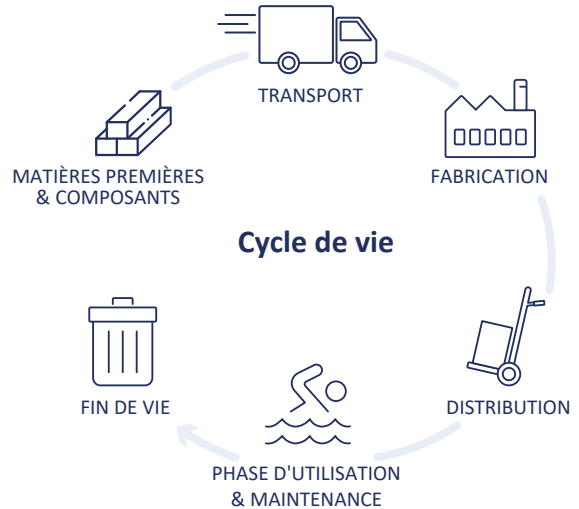 TRANSPORT
MATIÈRES PREMIÈRES
& COMPOSANTS
FABRICATION
Cycle de vie
FIN DE VIE
DISTRIBUTION
PHASE D'UTILISATION
& MAINTENANCE